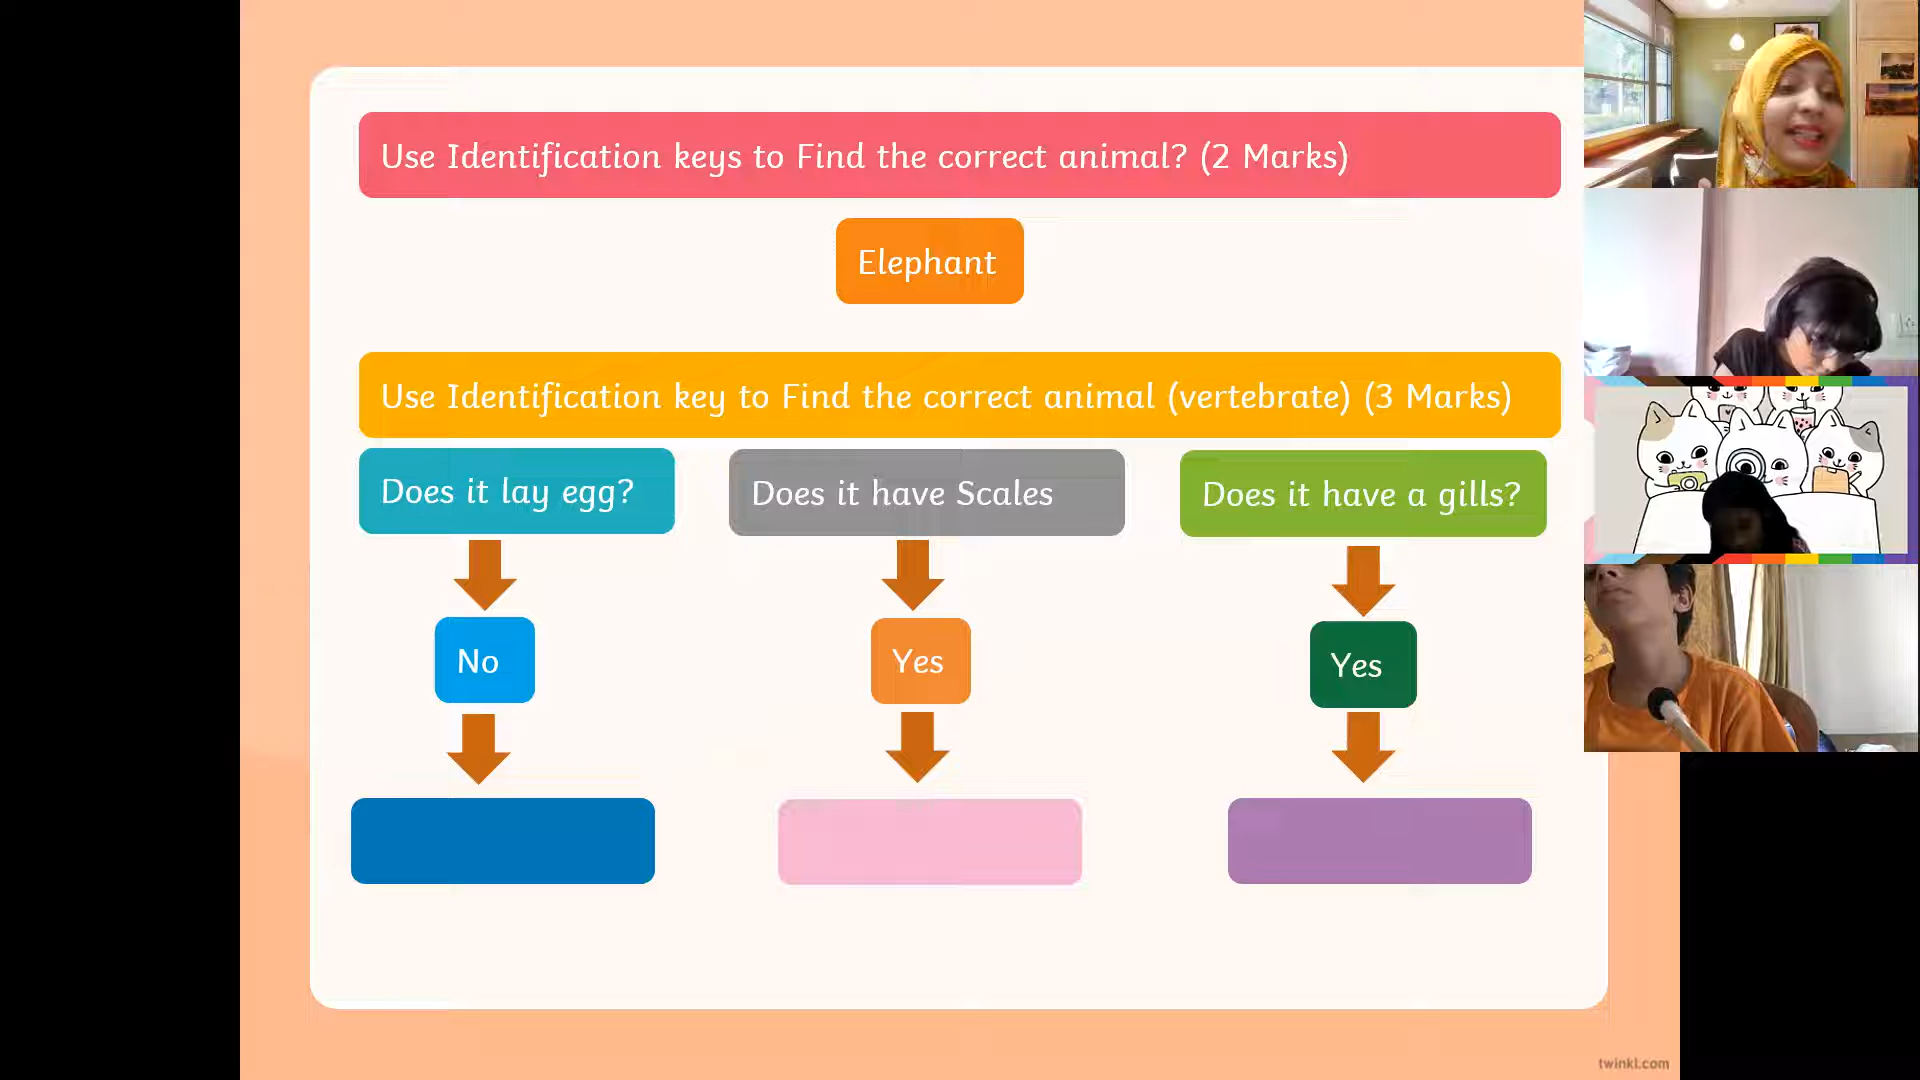 Use Identification keys to Find the correct animal? (2 Marks)
Elephant
Use Identification key to Find the correct animal (vertebrate) (3 Marks)
Does it lay egg?
Does it have Scales
Does it have a gills?
No
Yes
Yes
twinkl.com